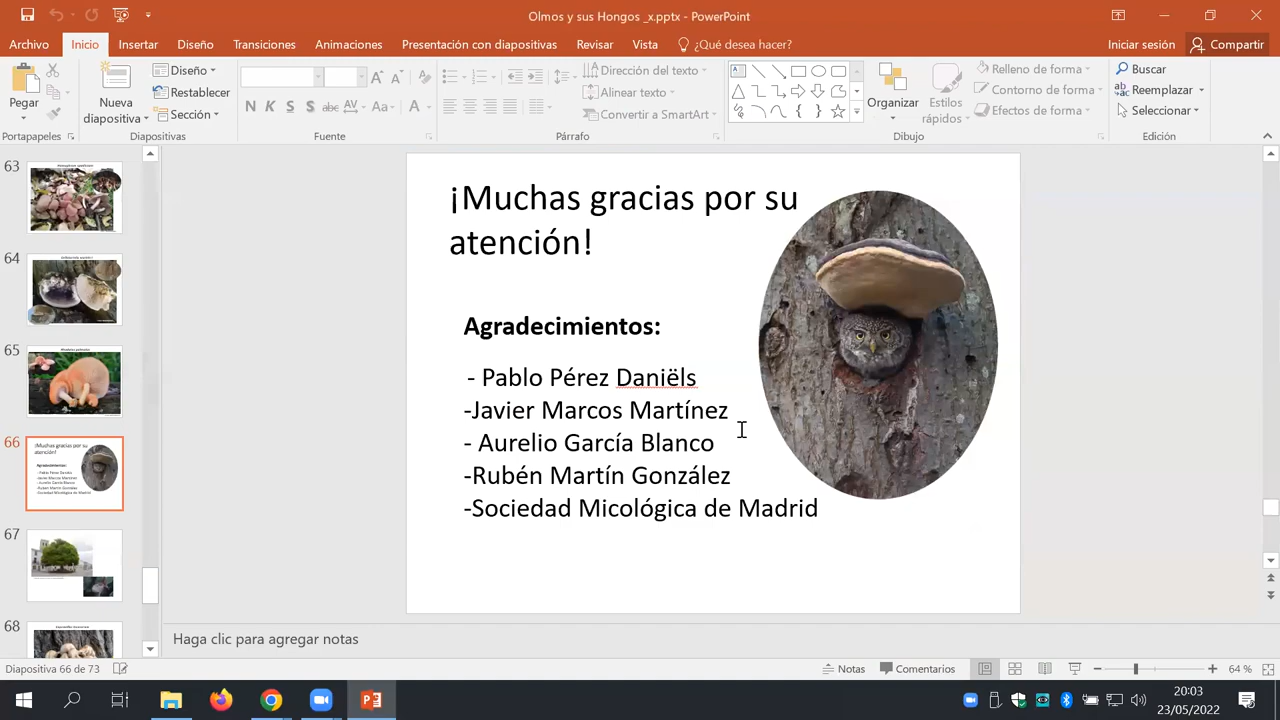 Olmos y sus Hongos _x.pptx - PowerPoint
Archivo Inicio Insertar Diseño Transiciones Animaciones Presentación con diapositivas Revisar Vista ¿Qué desea hacer? Iniciar sesión Compartir
Pegar
Nueva diapositiva
Diseño
Restablecer
Sección
N K S S abc AV Aa A
Dirección del texto
Alinear texto
Convertir a SmartArt
Organizar
Estilos rápidos
Relleno de forma
Contorno de forma
Efectos de forma
Buscar
Reemplazar
Seleccionar
Portapapeles Diapositivas Fuente Párrafo Dibujo Edición
63
64
65
66
67
68
¡Muchas gracias por su
atención!
Agradecimientos:
- Pablo Pérez Daniëls
-Javier Marcos Martínez
- Aurelio García Blanco
-Rubén Martín González
-Sociedad Micológica de Madrid
Haga clic para agregar notas
Diapositiva 66 de 73 Notas Comentarios 64 %
20:03
23/05/2022